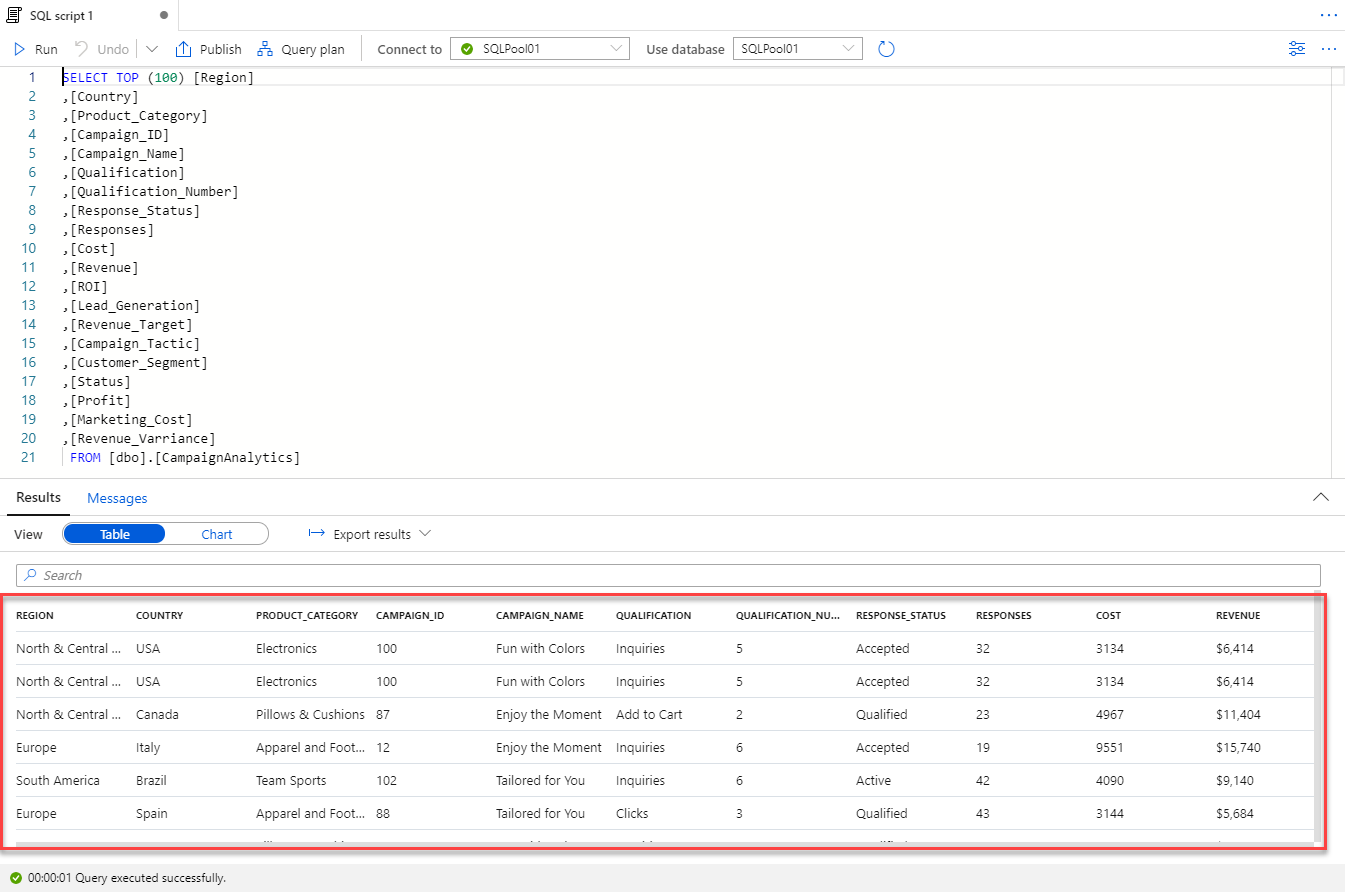 SQL script 1
Run Undo Publish Query plan Connect to SQLPool01 Use database SQLPool01
1 SELECT TOP (100) [Region]
2 ,[Country]
3 ,[Product_Category]
4 ,[Campaign_ID]
5 ,[Campaign_Name]
6 ,[Qualification]
7 ,[Qualification_Number]
8 ,[Response_Status]
9 ,[Responses]
10 ,[Cost]
11 ,[Revenue]
12 ,[ROI]
13 ,[Lead_Generation]
14 ,[Revenue_Target]
15 ,[Campaign_Tactic]
16 ,[Customer_Segment]
17 ,[Status]
18 ,[Profit]
19 ,[Marketing_Cost]
20 ,[Revenue_Varriance]
21 FROM [dbo].[CampaignAnalytics]
Results Messages
View Table Chart Export results
Search
REGION COUNTRY PRODUCT_CATEGORY CAMPAIGN_ID CAMPAIGN_NAME QUALIFICATION QUALIFICATION_NU... RESPONSE_STATUS RESPONSES COST REVENUE
North & Central ... USA Electronics 100 Fun with Colors Inquiries 5 Accepted 32 3134 $6,414
North & Central ... USA Electronics 100 Fun with Colors Inquiries 5 Accepted 32 3134 $6,414
North & Central ... Canada Pillows & Cushions 87 Enjoy the Moment Add to Cart 2 Qualified 23 4967 $11,404
Europe Italy Apparel and Foot... 12 Enjoy the Moment Inquiries 6 Accepted 19 9551 $15,740
South America Brazil Team Sports 102 Tailored for You Inquiries 6 Active 42 4090 $9,140
Europe Spain Apparel and Foot... 88 Tailored for You Clicks 3 Qualified 43 3144 $5,684
00:00:01 Query executed successfully.